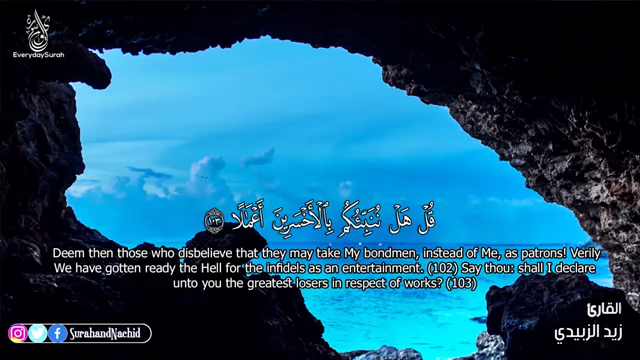 EverydaySurah
قُلْ هَلْ نُنَبِّئُكُم بِٱلْأَخْسَرِينَ أَعْمَـٰلًا ١٠٣
Deem then those who disbelieve that they may take My bondmen, instead of Me, as patrons! Verily
We have gotten ready the Hell for the infidels as an entertainment. (102) Say thou: shall I declare
unto you the greatest losers in respect of works? (103)
القارئ
زيد الزبيدي
SurahandNachid